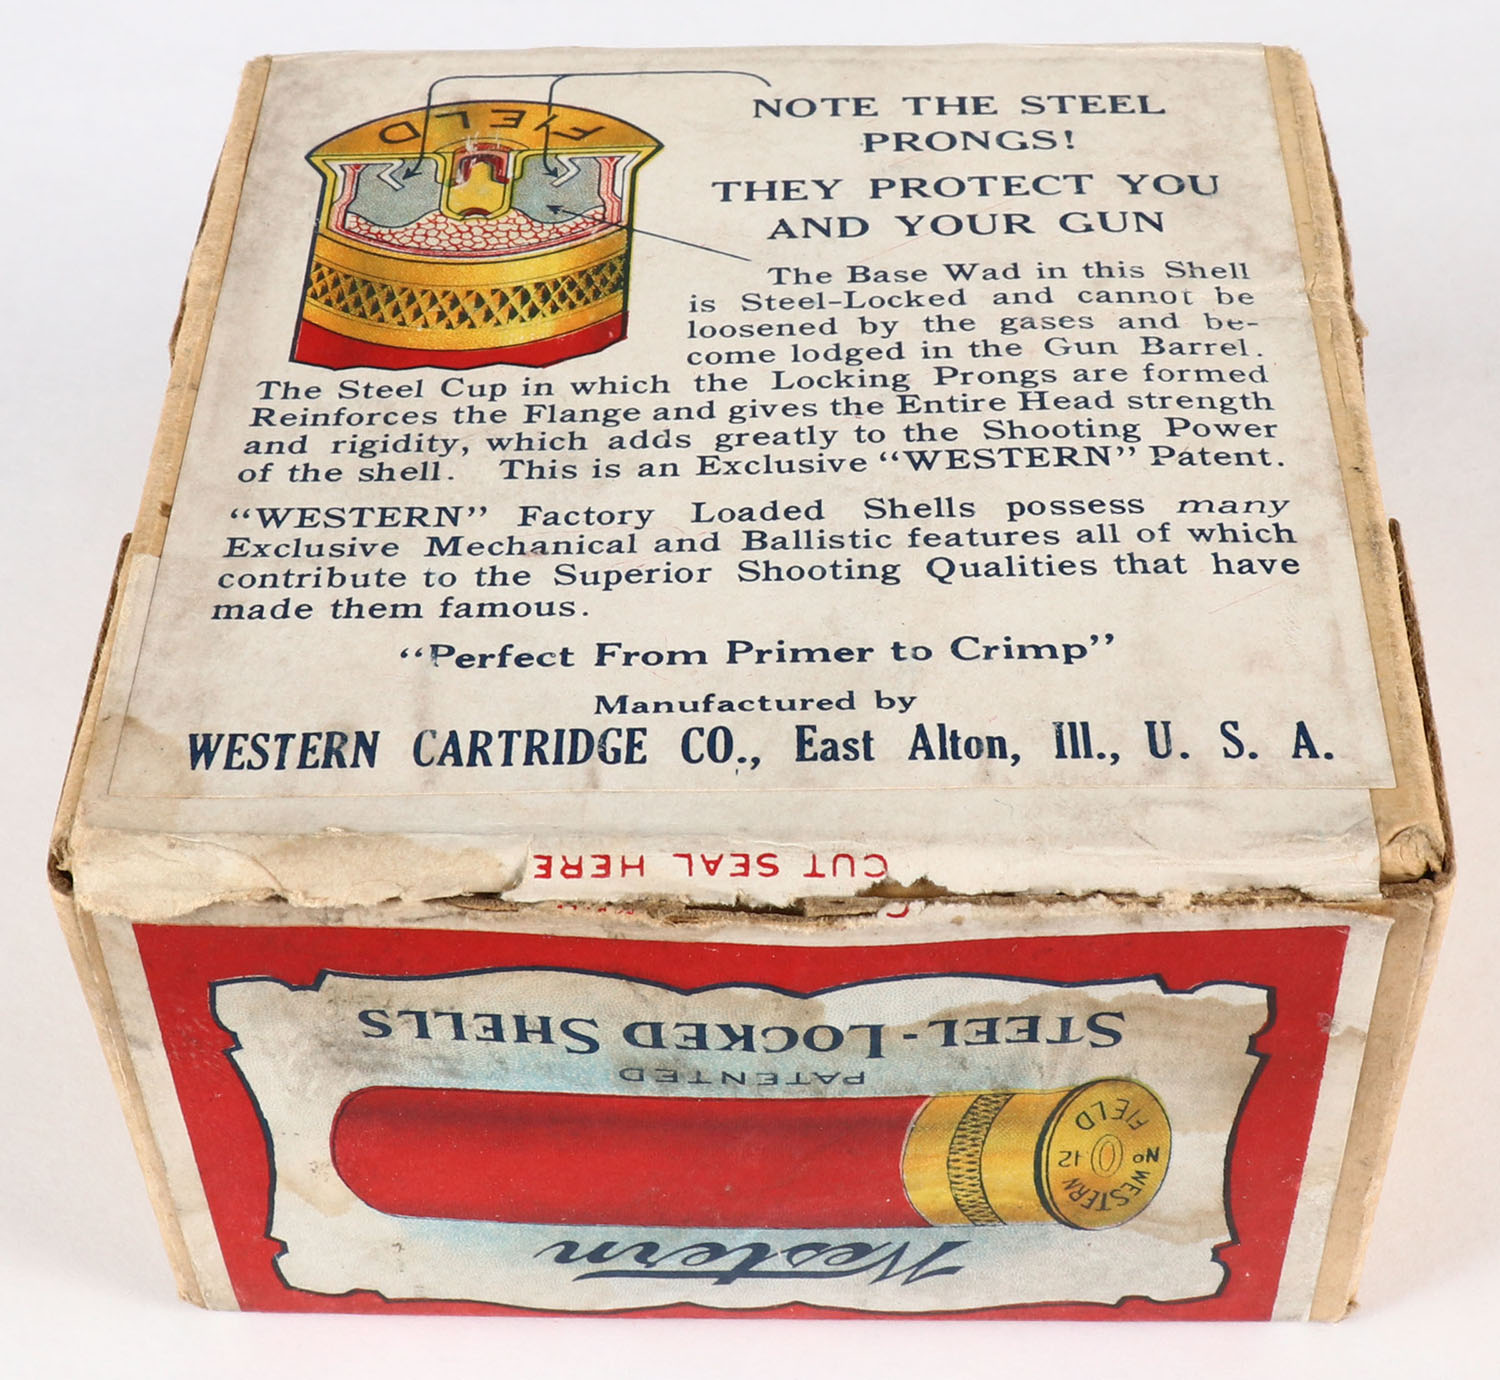 FIELD
NOTE THE STEEL
PRONGS!
THEY PROTECT YOU
AND YOUR GUN
The Base Wad in this Shell
is Steel-Locked and cannot be
loosened by the gases and be-
come lodged in the Gun Barrel.
The Steel Cup in which the Locking Prongs are formed
Reinforces the Flange and gives the Entire Head strength
and rigidity, which adds greatly to the Shooting Power
of the shell. This is an Exclusive “WESTERN” Patent.
“WESTERN” Factory Loaded Shells possess many
Exclusive Mechanical and Ballistic features all of which
contribute to the Superior Shooting Qualities that have
made them famous.
“Perfect From Primer to Crimp”
Manufactured by
WESTERN CARTRIDGE CO., East Alton, Ill., U. S. A.
CUT SEAL HERE
Western
WESTERN
No 12
FIELD
PATENTED
STEEL-LOCKED SHELLS